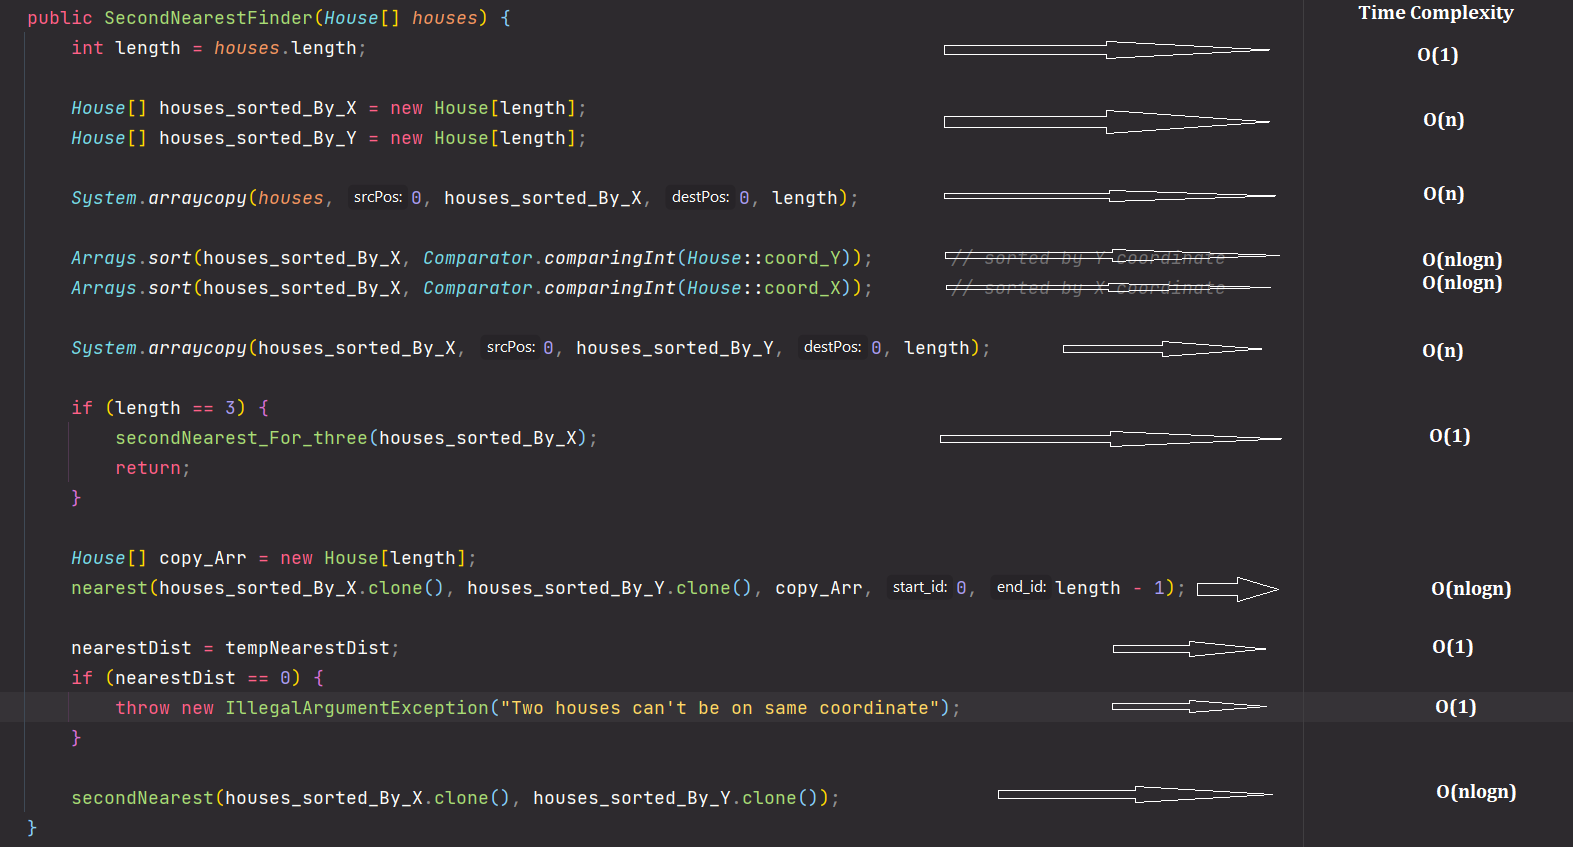 Time Complexity
public SecondNearestFinder(House[] houses) {
int length = houses.length; O(1)
House[] houses_sorted_By_X = new House[length]; O(n)
House[] houses_sorted_By_Y = new House[length];
System.arraycopy(houses, srcPos: 0, houses_sorted_By_X, destPos: 0, length); O(n)
Arrays.sort(houses_sorted_By_X, Comparator.comparingInt(House::coord_Y)); // sorted by Y coordinate O(nlogn)
Arrays.sort(houses_sorted_By_X, Comparator.comparingInt(House::coord_X)); // sorted by X coordinate O(nlogn)
System.arraycopy(houses_sorted_By_X, srcPos: 0, houses_sorted_By_Y, destPos: 0, length); O(n)
if (length == 3) {
secondNearest_For_three(houses_sorted_By_X); O(1)
return;
}
House[] copy_Arr = new House[length];
nearest(houses_sorted_By_X.clone(), houses_sorted_By_Y.clone(), copy_Arr, start_id: 0, end_id: length - 1); O(nlogn)
nearestDist = tempNearestDist; O(1)
if (nearestDist == 0) {
throw new IllegalArgumentException("Two houses can't be on same coordinate"); O(1)
}
secondNearest(houses_sorted_By_X.clone(), houses_sorted_By_Y.clone()); O(nlogn)
}